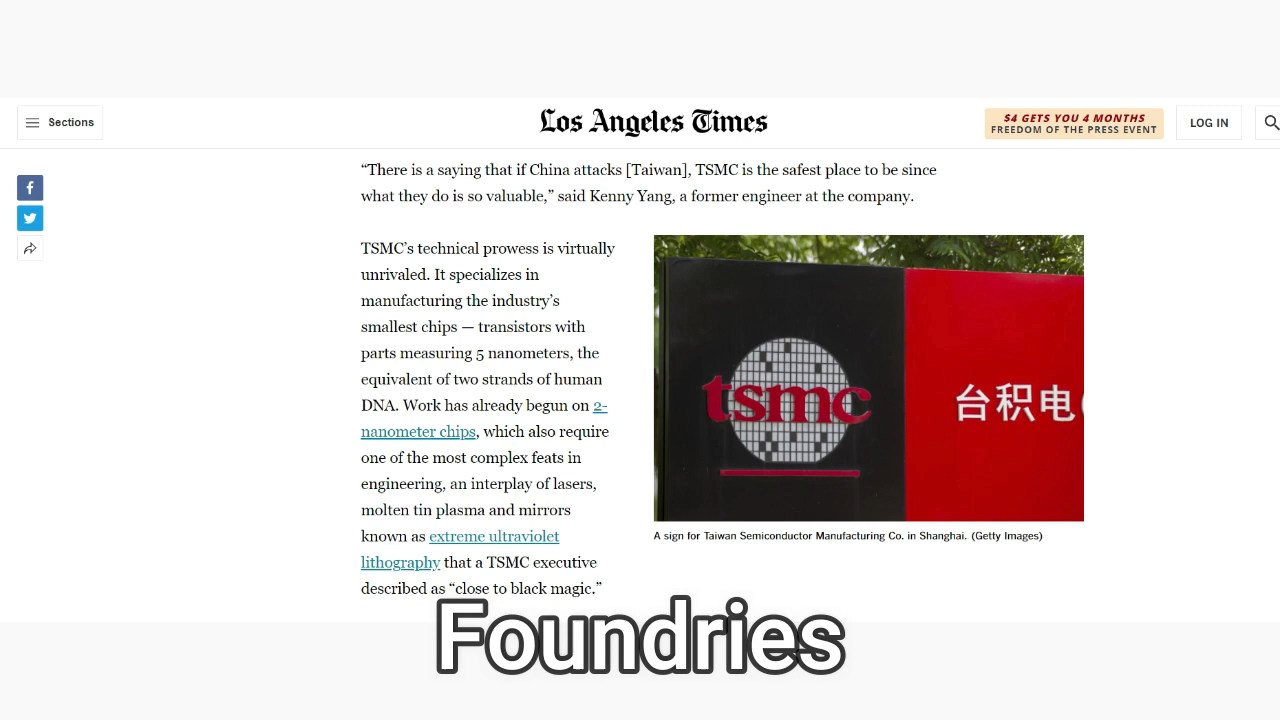 Sections
Los Angeles Times
$4 GETS YOU 4 MONTHS
FREEDOM OF THE PRESS EVENT
LOG IN
“There is a saying that if China attacks [Taiwan], TSMC is the safest place to be since
what they do is so valuable,” said Kenny Yang, a former engineer at the company.
TSMC’s technical prowess is virtually
unrivaled. It specializes in
manufacturing the industry’s
smallest chips — transistors with
parts measuring 5 nanometers, the
equivalent of two strands of human
DNA. Work has already begun on 2-
nanometer chips, which also require
one of the most complex feats in
engineering, an interplay of lasers,
molten tin plasma and mirrors
known as extreme ultraviolet
lithography that a TSMC executive
described as “close to black magic.”
tsmc
台积电
A sign for Taiwan Semiconductor Manufacturing Co. in Shanghai. (Getty Images)
Foundries